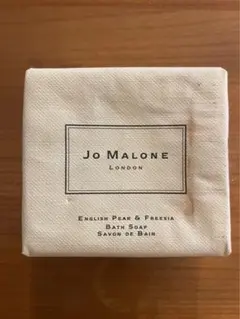 Jo Malone
London
English Pear & Freesia
Bath Soap
Savon de Bain